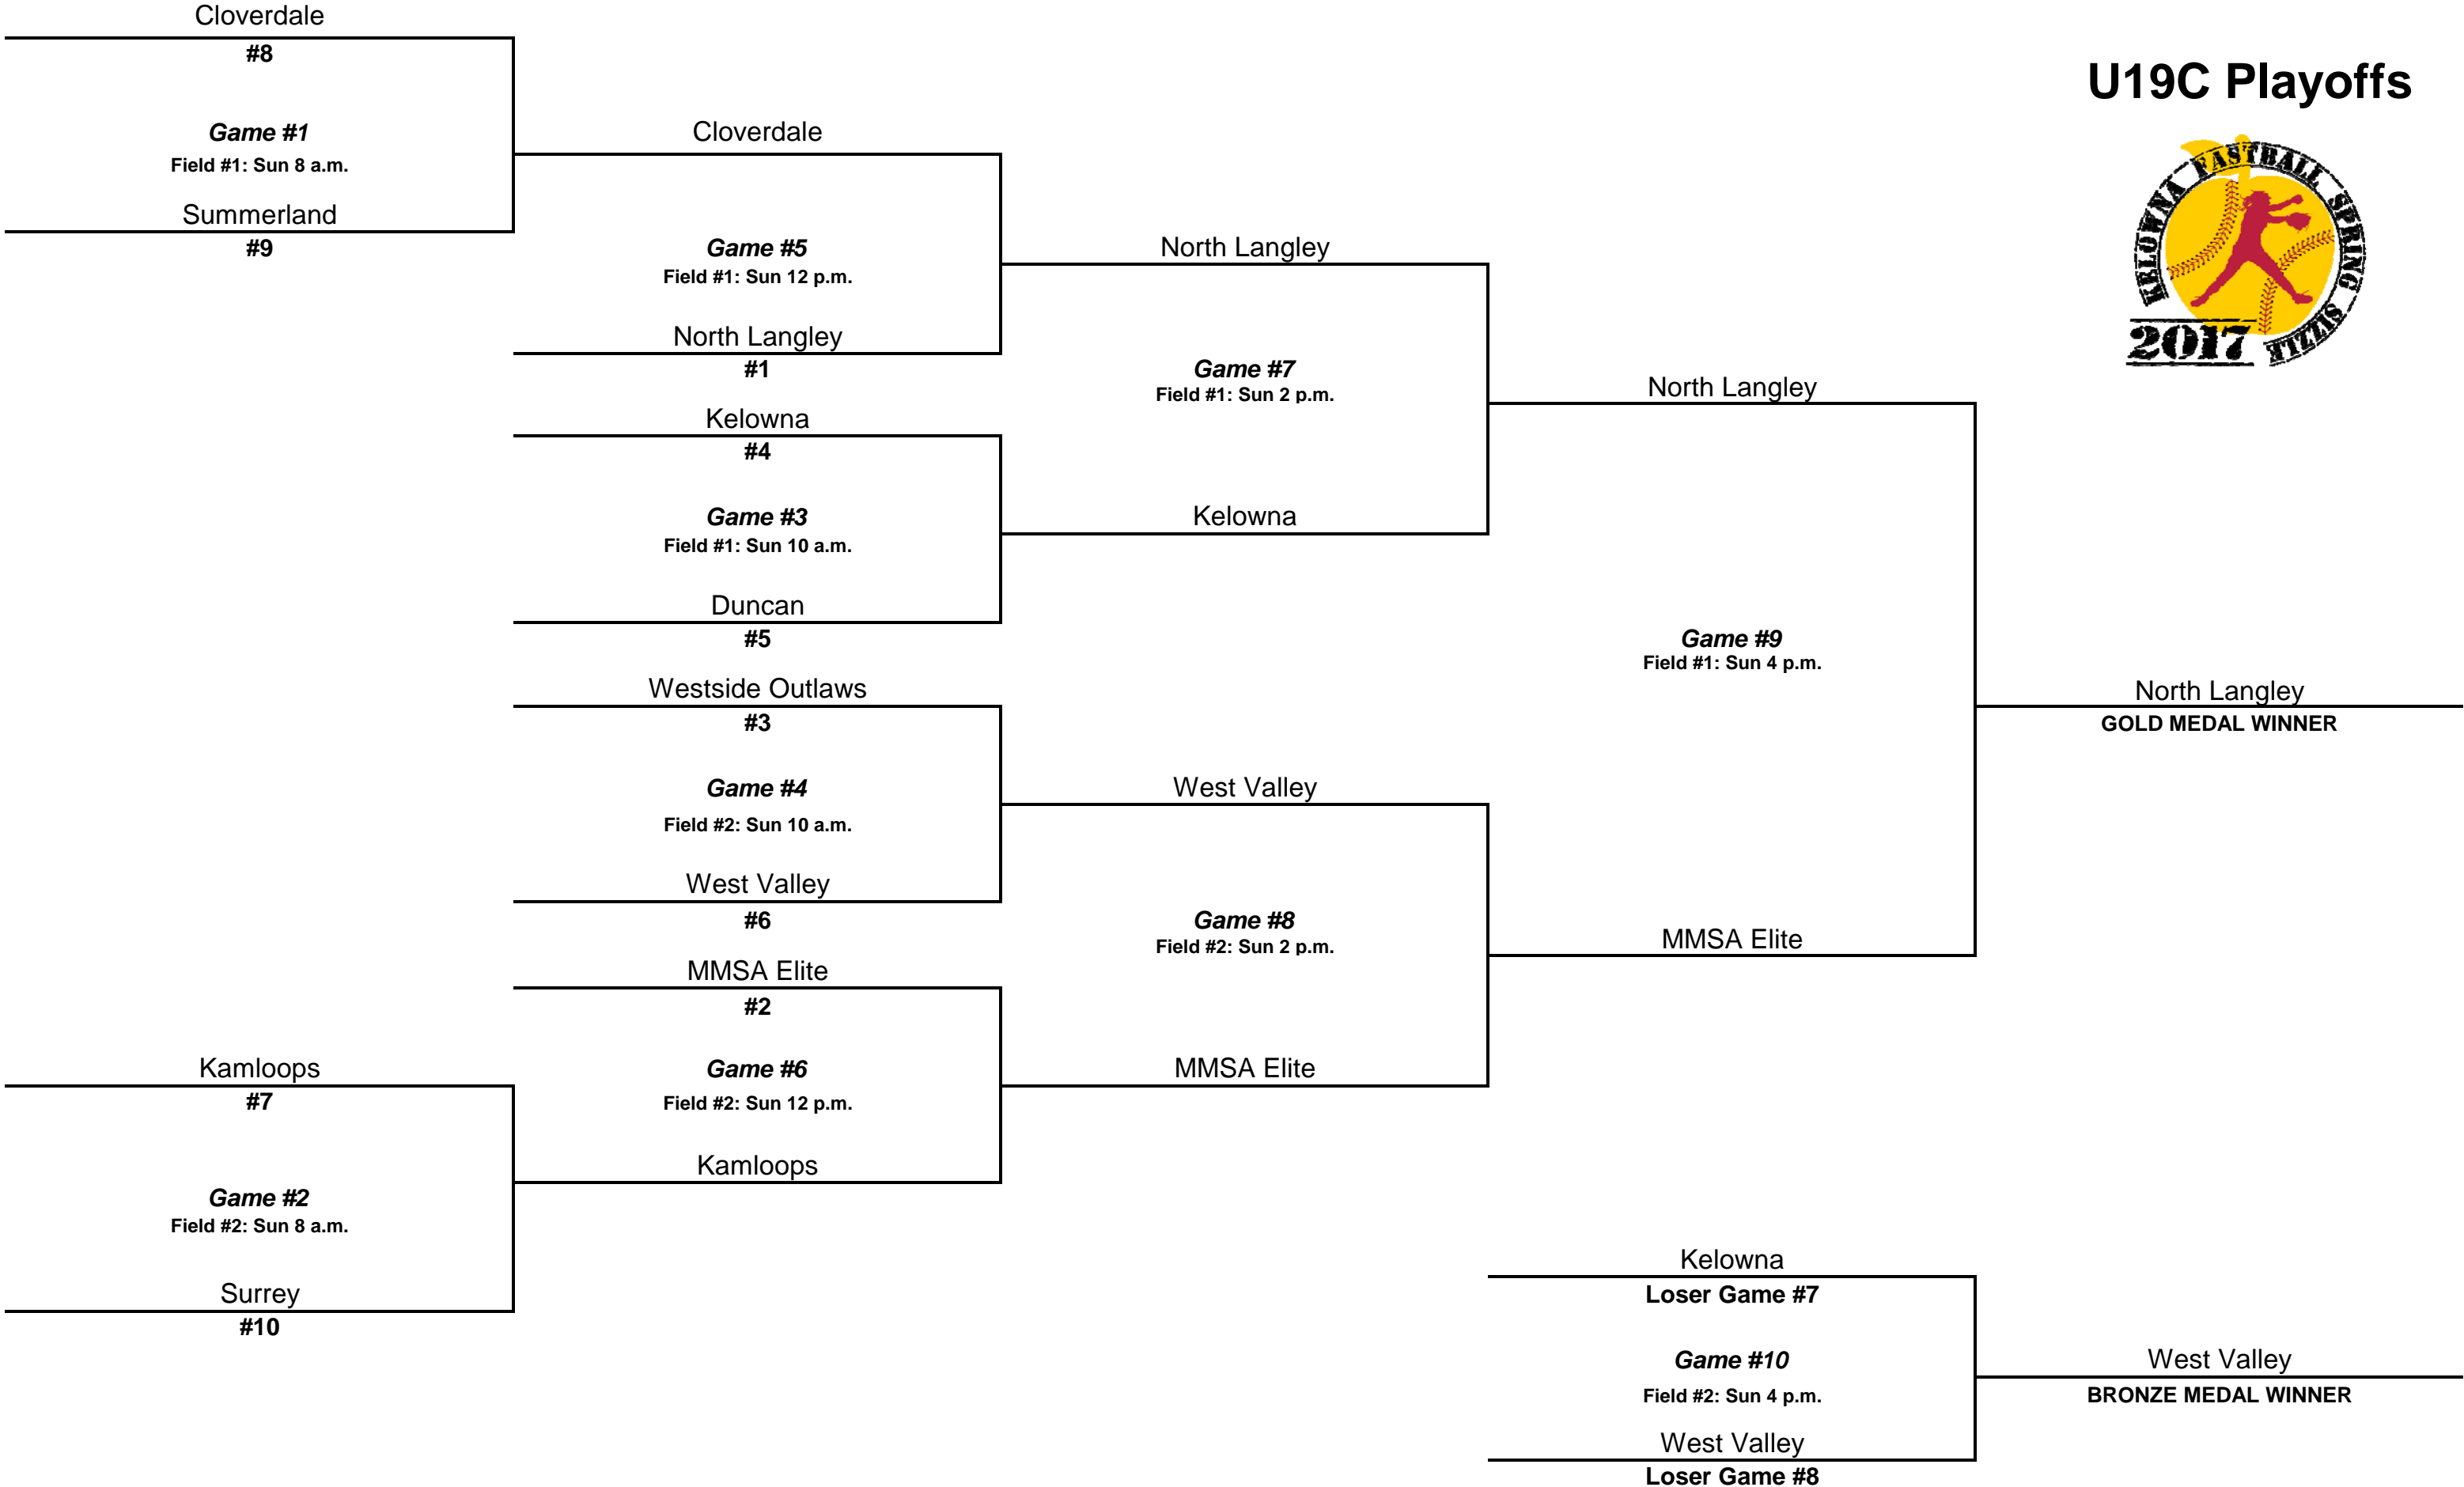 Cloverdale
#8
Game #1
Field #1: Sun 8 a.m.
Summerland
#9
Cloverdale
Game #5
Field #1: Sun 12 p.m.
North Langley
#1
Kelowna
#4
Game #3
Field #1: Sun 10 a.m.
Duncan
#5
Westside Outlaws
#3
Game #4
Field #2: Sun 10 a.m.
West Valley
#6
MMSA Elite
#2
Game #6
Field #2: Sun 12 p.m.
Kamloops
Kamloops
#7
Game #2
Field #2: Sun 8 a.m.
Surrey
#10
North Langley
Game #7
Field #1: Sun 2 p.m.
Kelowna
West Valley
Game #8
Field #2: Sun 2 p.m.
MMSA Elite
North Langley
Game #9
Field #1: Sun 4 p.m.
MMSA Elite
Kelowna
Loser Game #7
Game #10
Field #2: Sun 4 p.m.
West Valley
Loser Game #8
U19C Playoffs
KELOWNA FASTBALL SPRING SIZZLE
2017
North Langley
GOLD MEDAL WINNER
West Valley
BRONZE MEDAL WINNER